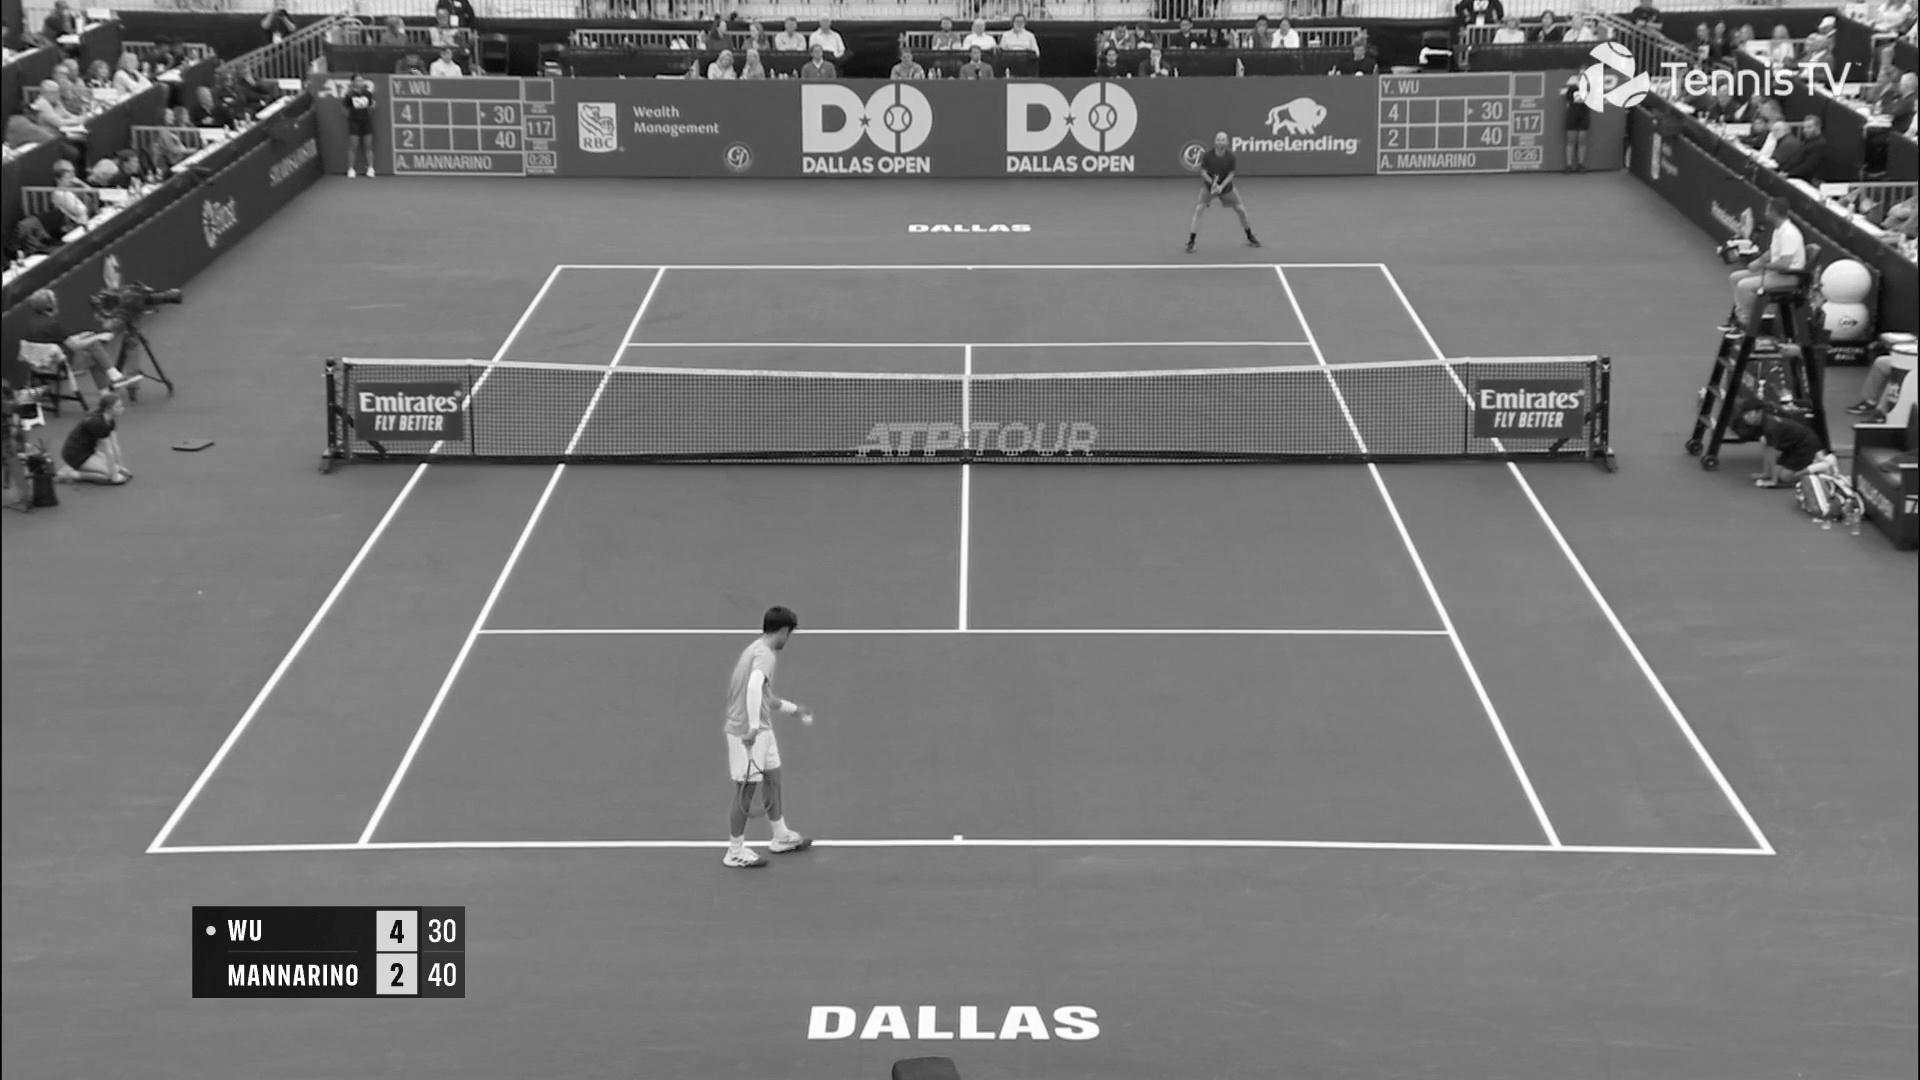 TennisTV
Y. WU
4 30
2 40
A. MANNARINO
117
0:26
RBC
Wealth
Management
DALLAS OPEN
DALLAS OPEN
PrimeLending
Y. WU
4 30
2 40
A. MANNARINO
117
0:26
DALLAS
Emirates
FLY BETTER
ATP TOUR
Emirates
FLY BETTER
WU 4 30
MANNARINO 2 40
DALLAS